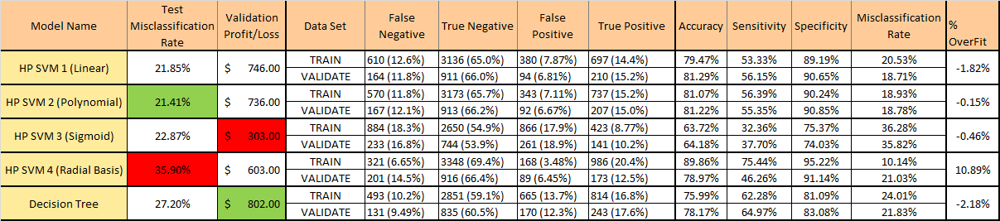 Model Name Test Misclassification Rate Validation Profit/Loss Data Set False Negative True Negative False Positive True Positive Accuracy Sensitivity Specificity Misclassification Rate % OverFit
HP SVM 1 (Linear) 21.85% $ 746.00 TRAIN 610 (12.6%) 3136 (65.0%) 380 (7.87%) 697 (14.4%) 79.47% 53.33% 89.19% 20.53% -1.82%
VALIDATE 164 (11.8%) 911 (66.0%) 94 (6.81%) 210 (15.2%) 81.29% 56.15% 90.65% 18.71%
HP SVM 2 (Polynomial) 21.41% $ 736.00 TRAIN 570 (11.8%) 3173 (65.7%) 343 (7.11%) 737 (15.2%) 81.07% 56.39% 90.24% 18.93% -0.15%
VALIDATE 167 (12.1%) 913 (66.2%) 92 (6.67%) 207 (15.0%) 81.22% 55.35% 90.85% 18.78%
HP SVM 3 (Sigmoid) 22.87% $ 303.00 TRAIN 884 (18.3%) 2650 (54.9%) 866 (17.9%) 423 (8.77%) 63.72% 32.36% 75.37% 36.28% -0.46%
VALIDATE 233 (16.8%) 744 (53.9%) 261 (18.9%) 141 (10.2%) 64.18% 37.70% 74.03% 35.82%
HP SVM 4 (Radial Basis) 35.90% $ 603.00 TRAIN 321 (6.65%) 3348 (69.4%) 168 (3.48%) 986 (20.4%) 89.86% 75.44% 95.22% 10.14% 10.89%
VALIDATE 201 (14.5%) 916 (66.4%) 89 (6.45%) 173 (12.5%) 78.97% 46.26% 91.14% 21.03%
Decision Tree 27.20% $ 802.00 TRAIN 493 (10.2%) 2851 (59.1%) 665 (13.7%) 814 (16.8%) 75.99% 62.28% 81.09% 24.01% -2.18%
VALIDATE 131 (9.49%) 835 (60.5%) 170 (12.3%) 243 (17.6%) 78.17% 64.97% 83.08% 21.83%